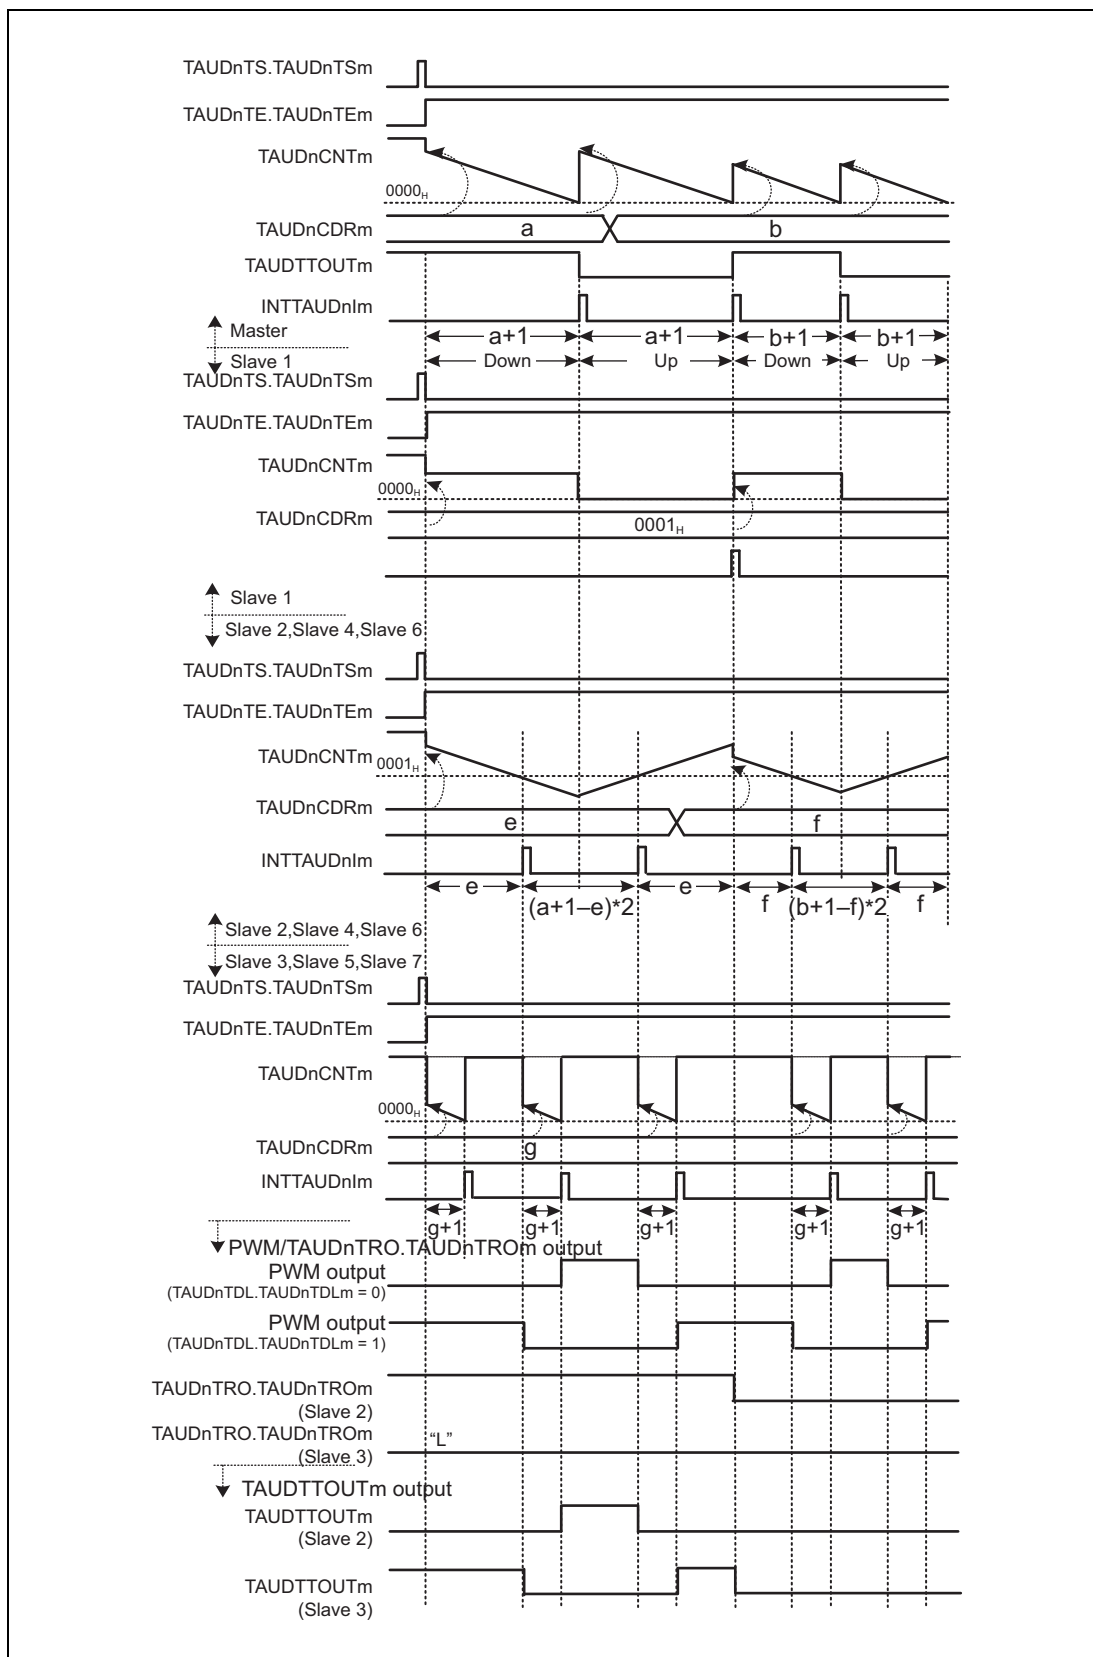 TAUDnTS.TAUDnTSm
TAUDnTE.TAUDnTEm
TAUDnCNTm
0000H
TAUDnCDRm
a
b
TAUDTTOUTm
INTTAUDnIm
Master
a+1
a+1
b+1
b+1
Slave 1
Down
Up
Down
Up
TAUDnTS.TAUDnTSm
TAUDnTE.TAUDnTEm
TAUDnCNTm
0000H
TAUDnCDRm
0001H
Slave 1
Slave 2,Slave 4,Slave 6
TAUDnTS.TAUDnTSm
TAUDnTE.TAUDnTEm
TAUDnCNTm
0001H
TAUDnCDRm
e
f
INTTAUDnIm
e
(a+1–e)*2
e
f
(b+1–f)*2
f
Slave 2,Slave 4,Slave 6
Slave 3,Slave 5,Slave 7
TAUDnTS.TAUDnTSm
TAUDnTE.TAUDnTEm
TAUDnCNTm
0000H
TAUDnCDRm
g
INTTAUDnIm
g+1
g+1
g+1
g+1
g+1
PWM/TAUDnTRO.TAUDnTROm output
PWM output
(TAUDnTDL.TAUDnTDLm = 0)
PWM output
(TAUDnTDL.TAUDnTDLm = 1)
TAUDnTRO.TAUDnTROm
(Slave 2)
TAUDnTRO.TAUDnTROm
“L”
(Slave 3)
TAUDTTOUTm output
TAUDTTOUTm
(Slave 2)
TAUDTTOUTm
(Slave 3)